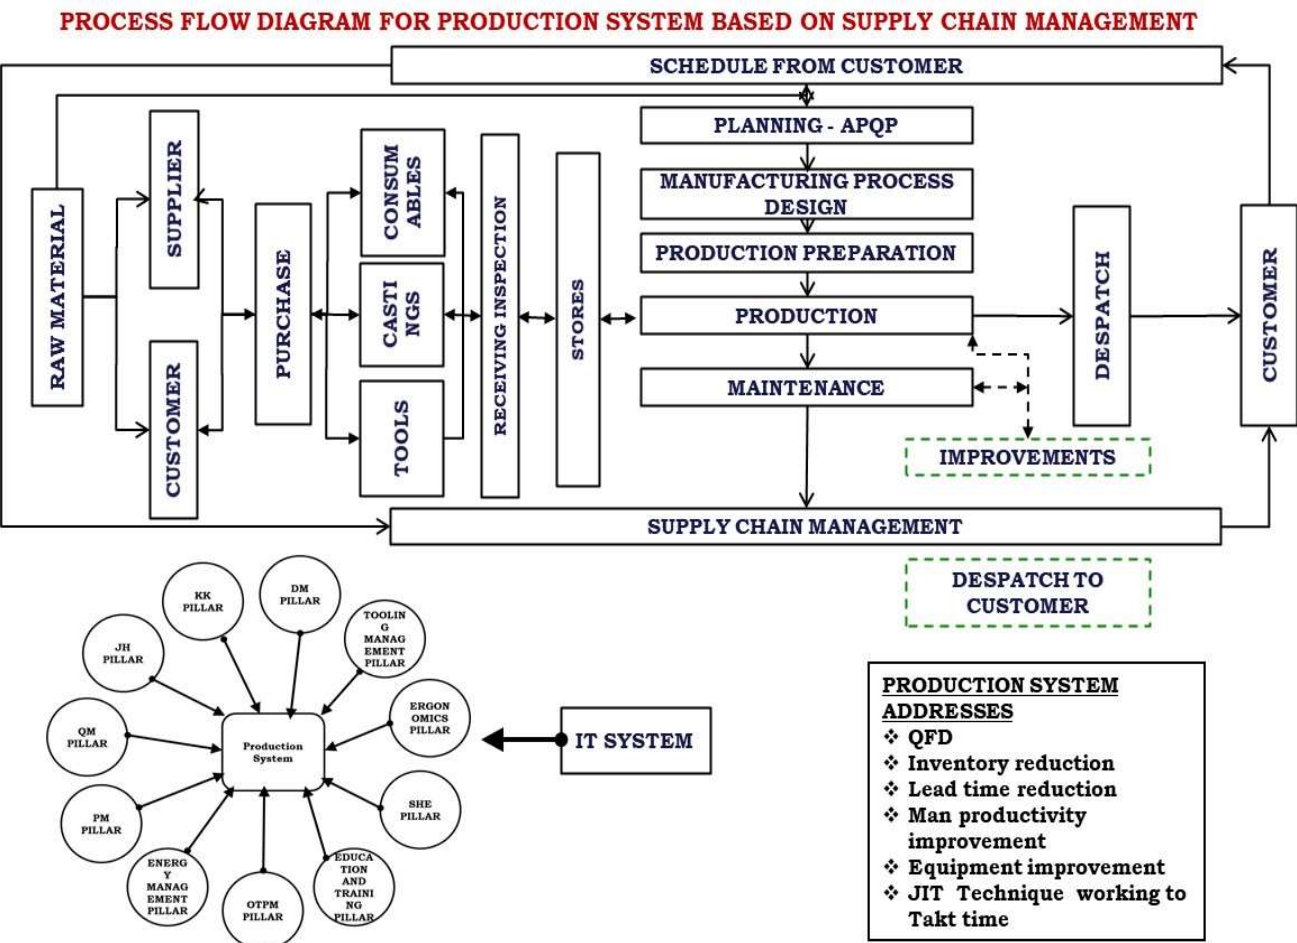 PROCESS FLOW DIAGRAM FOR PRODUCTION SYSTEM BASED ON SUPPLY CHAIN MANAGEMENT
SCHEDULE FROM CUSTOMER
PLANNING - APQP
MANUFACTURING PROCESS
DESIGN
PRODUCTION PREPARATION
PRODUCTION
MAINTENANCE
RAW MATERIAL
SUPPLIER
CUSTOMER
PURCHASE
CONSUM
ABLES
CASTI
NGS
TOOLS
RECEIVING INSPECTION
STORES
DESPATCH
CUSTOMER
IMPROVEMENTS
SUPPLY CHAIN MANAGEMENT
DESPATCH TO
CUSTOMER
KK
PILLAR
DM
PILLAR
TOOLIN
G
MANAG
EMENT
PILLAR
JH
PILLAR
ERGON
OMICS
PILLAR
QM
PILLAR
Production
System
SHE
PILLAR
PM
PILLAR
ENERG
Y
MANAG
EMENT
PILLAR
OTPM
PILLAR
EDUCA
TION
AND
TRAINI
NG
PILLAR
IT SYSTEM
PRODUCTION SYSTEM
ADDRESSES
❖ QFD
❖ Inventory reduction
❖ Lead time reduction
❖ Man productivity
improvement
❖ Equipment improvement
❖ JIT Technique working to
Takt time